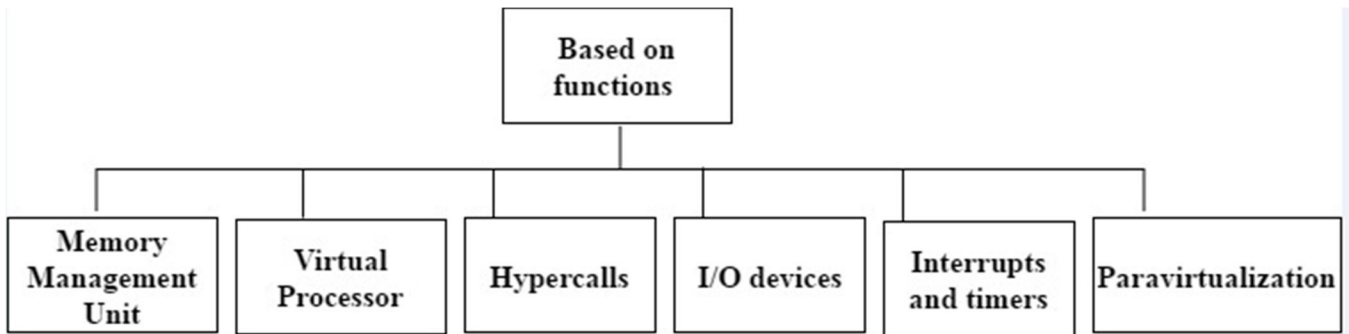 Based on
functions
Memory
Management
Unit
Virtual
Processor
Hypercalls
I/O devices
Interrupts
and timers
Paravirtualization